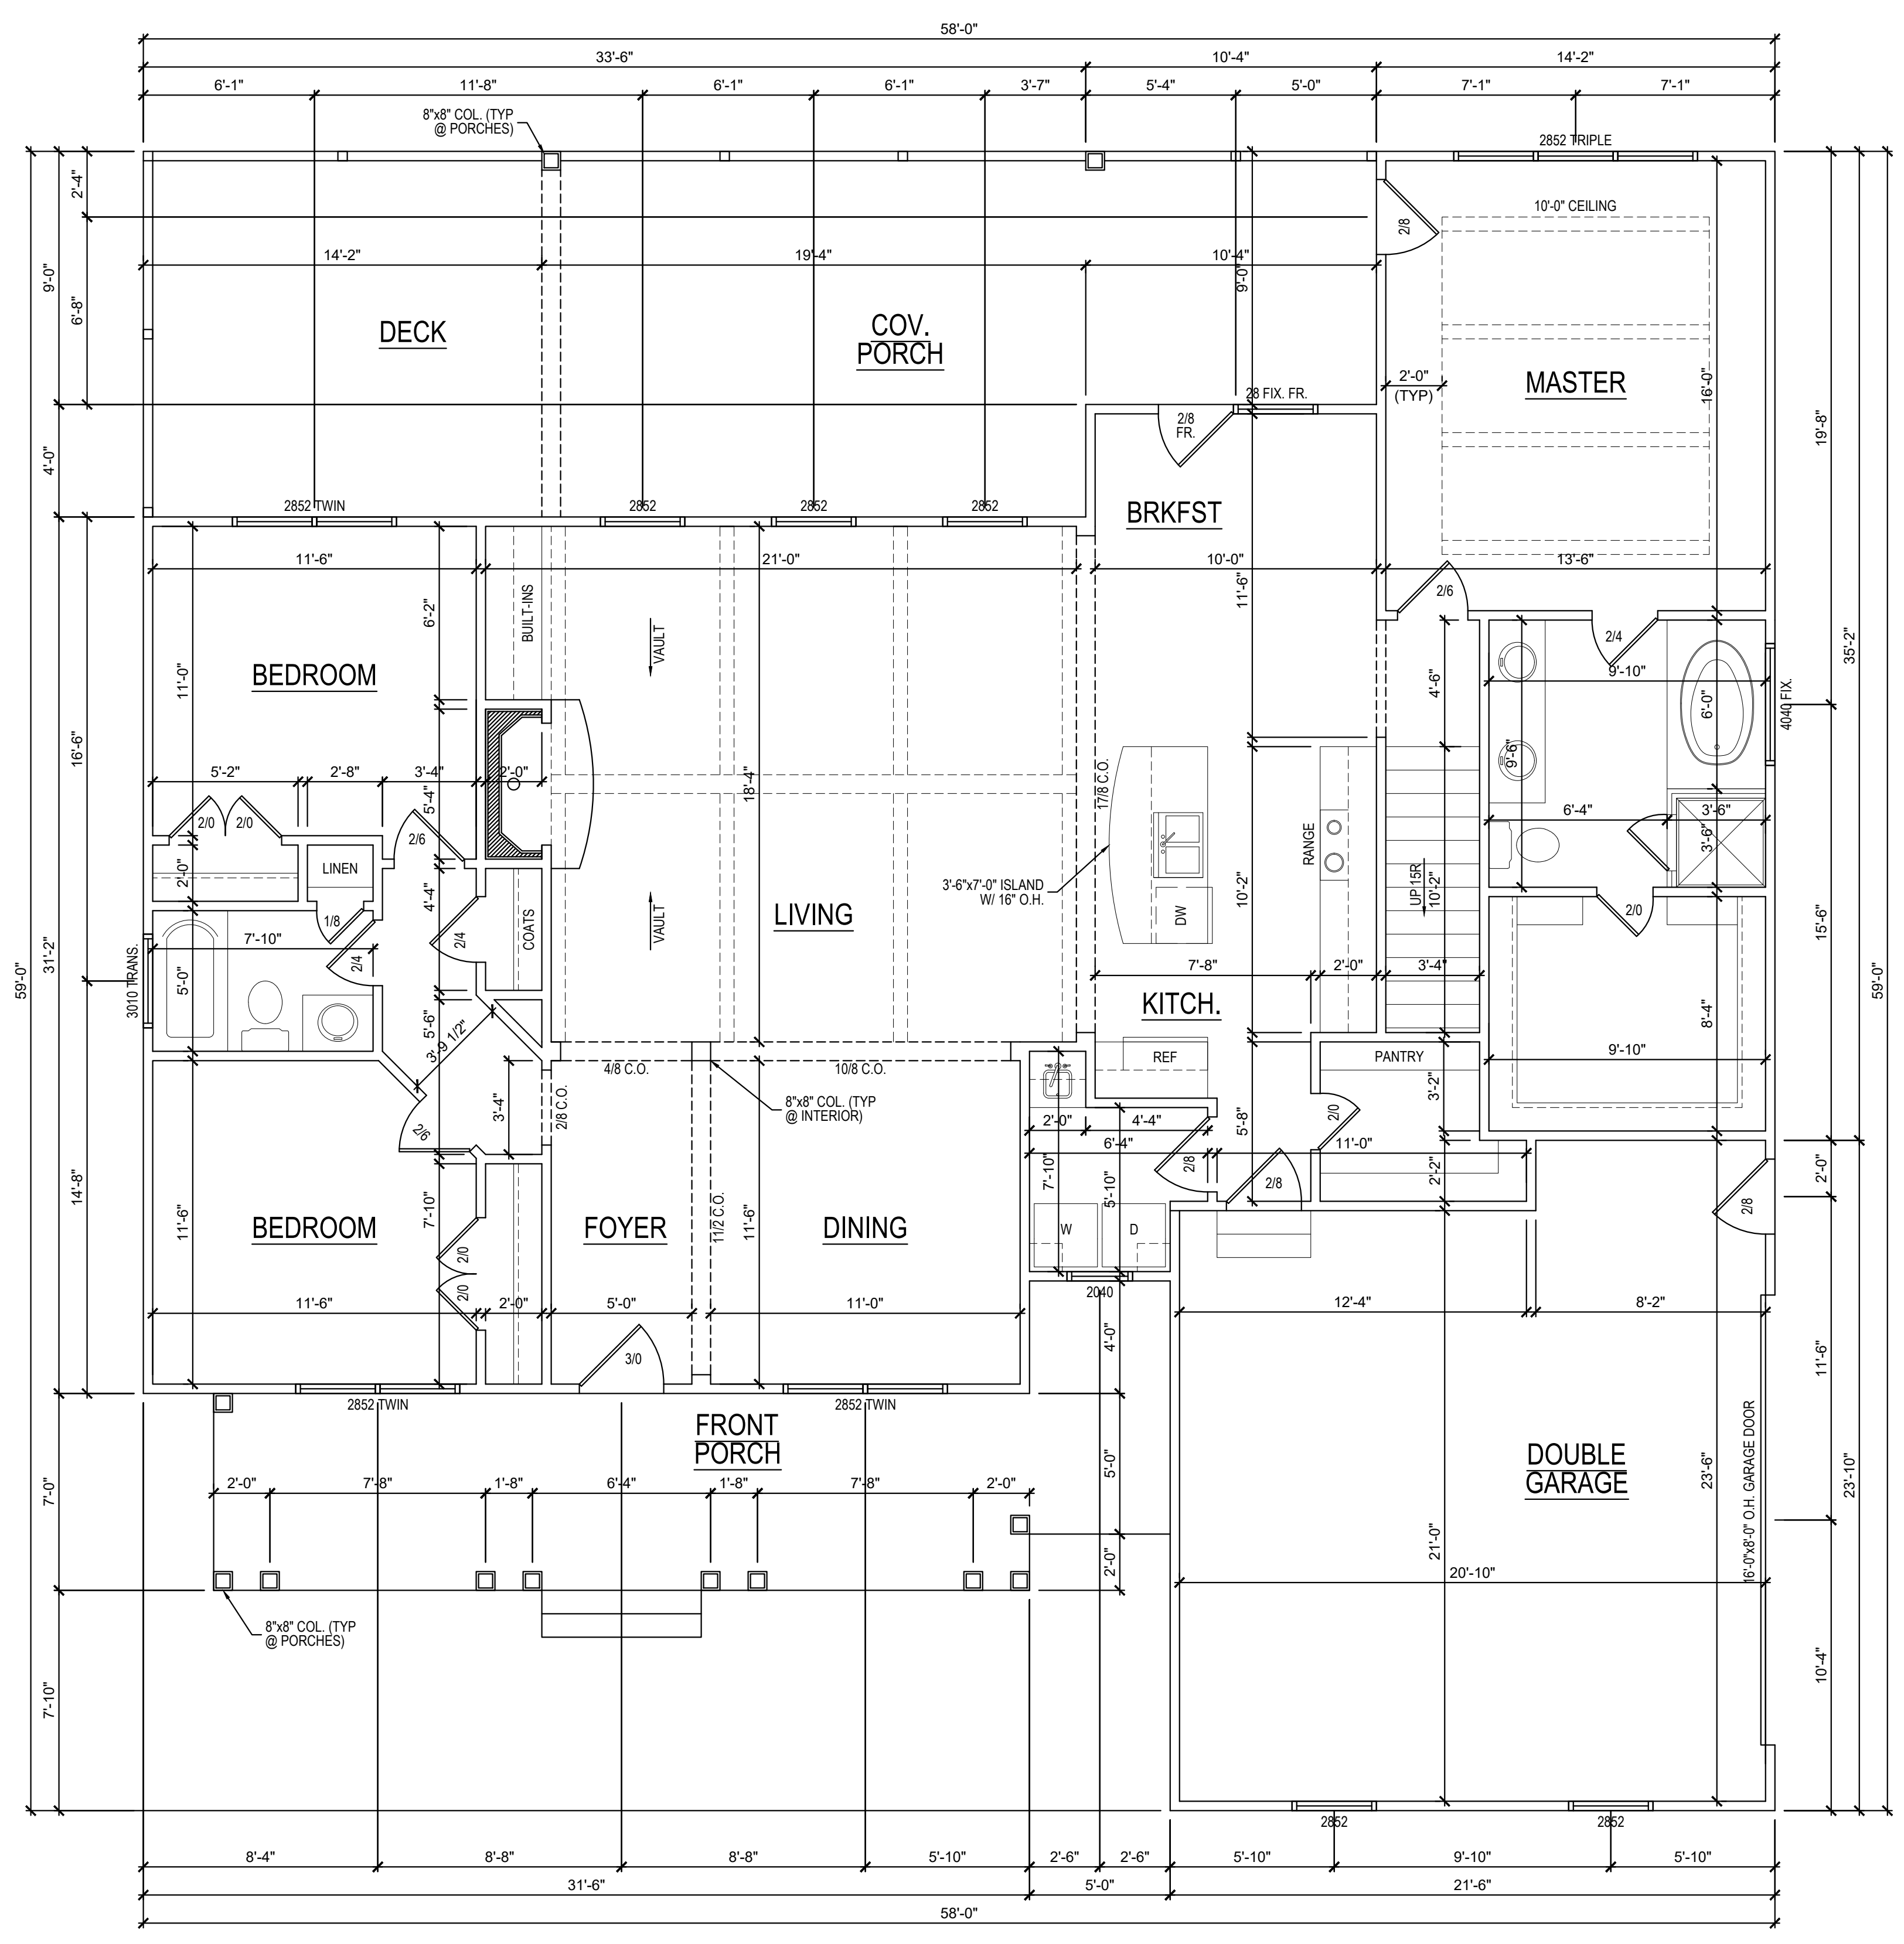 58'-0"
33'-6" 10'-4" 14'-2"
6'-1" 11'-8" 6'-1" 6'-1" 3'-7" 5'-4" 5'-0" 7'-1" 7'-1"
8"x8" COL. (TYP
@ PORCHES)
2852 TRIPLE
2'-4"
10'-0" CEILING
2/8
14'-2" 19'-4" 10'-4"
9'-0"
9'-0"
6'-8"
DECK
COV.
PORCH
MASTER
2'-0"
(TYP)
16'-0"
28 FIX. FR.
2/8
FR.
19'-8"
4'-0"
2852 TWIN 2852 2852 2852
BRKFST
11'-6" 21'-0" 10'-0" 13'-6"
BUILT-INS
6'-2"
VAULT
11'-6"
2/6
2/4
35'-2"
BEDROOM
11'-0"
4'-6"
9'-10"
6'-0"
4040 FIX.
16'-6"
5'-2" 2'-8" 3'-4" 2'-0"
5'-4"
18'-4"
17/8 C.O.
9'-6"
2/0 2/0
2/6
6'-4" 3'-6"
3'-6"
RANGE
LINEN
2'-0"
4'-4"
COATS
VAULT
LIVING
3'-6"x7'-0" ISLAND
W/ 16" O.H.
DW
10'-2"
UP 15R
10'-2"
1/8
2/4
2/4
2/0
15'-6"
7'-10"
3010 TRANS.
5'-0"
31'-2"
59'-0"
7'-8" 2'-0" 3'-4"
KITCH.
59'-0"
8'-4"
5'-6"
3'-9 1/2"
REF
PANTRY
9'-10"
4/8 C.O. 10/8 C.O.
2/8 C.O.
3'-4"
8"x8" COL. (TYP
@ INTERIOR)
3'-2"
2/6
2'-0" 4'-4"
2/0
5'-8"
6'-4" 11'-0"
7'-10"
5'-10"
2/8
2/8
2'-2"
2'-0"
2/8
14'-8"
11'-6"
BEDROOM
7'-10"
FOYER
11/2 C.O.
11'-6"
DINING
W D
2/0
2/0
2040
11'-6" 2'-0" 5'-0" 11'-0"
12'-4" 8'-2"
4'-0"
11'-6"
3/0
2852 TWIN 2852 TWIN
FRONT
PORCH
DOUBLE
GARAGE
23'-6"
16'-0"x8'-0" O.H. GARAGE DOOR
23'-10"
5'-0"
7'-0"
2'-0" 7'-8" 1'-8" 6'-4" 1'-8" 7'-8" 2'-0"
21'-0"
2'-0"
20'-10"
8"x8" COL. (TYP
@ PORCHES)
7'-10"
10'-4"
2852 2852
8'-4" 8'-8" 8'-8" 5'-10" 2'-6" 2'-6" 5'-10" 9'-10" 5'-10"
31'-6" 5'-0" 21'-6"
58'-0"